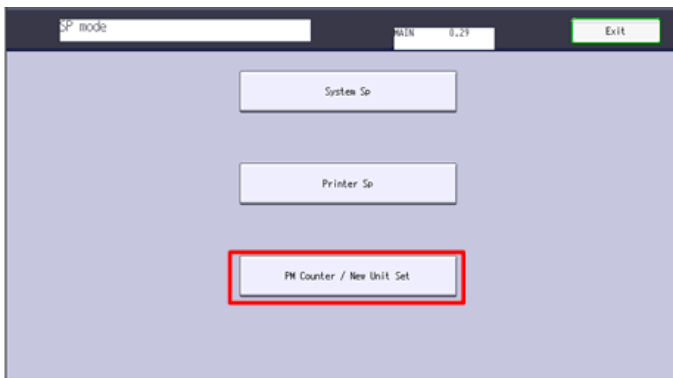 SP mode
MAIN 0.29
Exit
System Sp
Printer Sp
PM Counter / New Unit Set